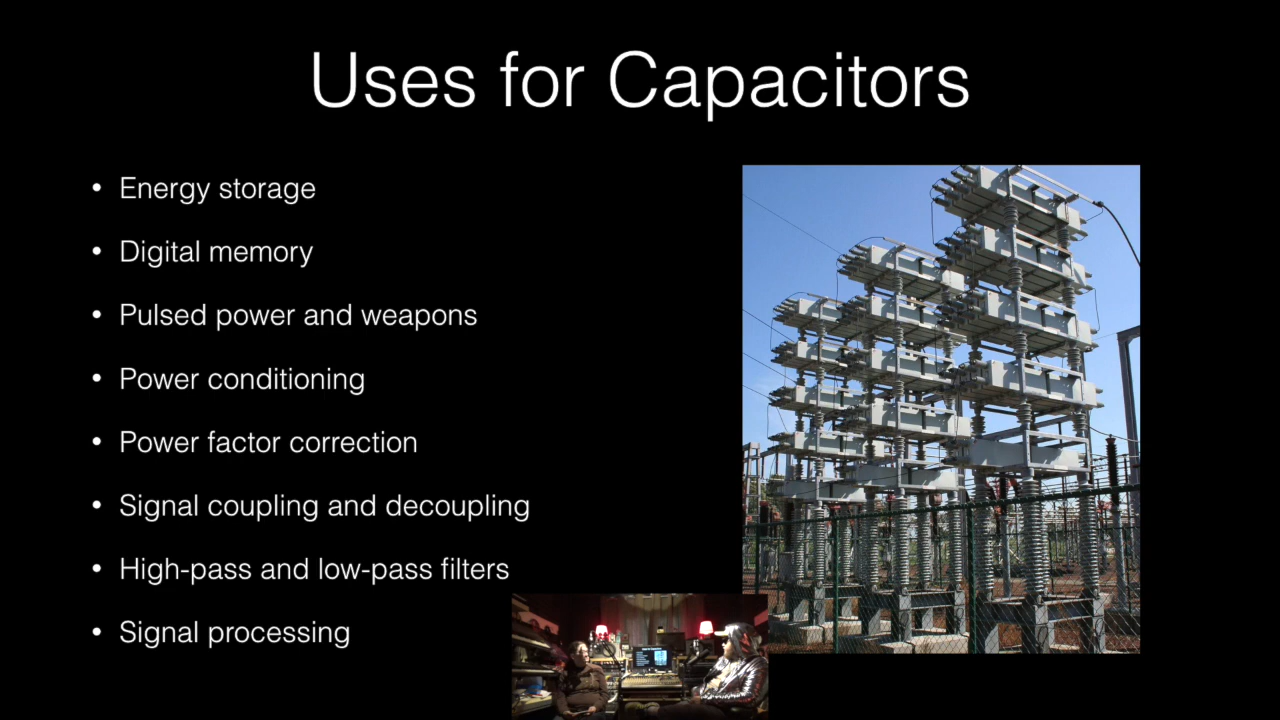 Uses for Capacitors
• Energy storage
• Digital memory
• Pulsed power and weapons
• Power conditioning
• Power factor correction
• Signal coupling and decoupling
• High-pass and low-pass filters
• Signal processing